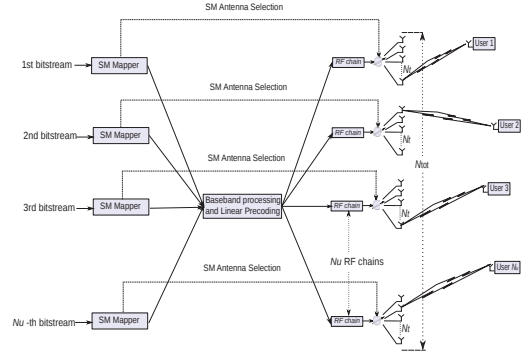 SM Antenna Selection
User 1
1st bitstream
SM Mapper
RF chain
Nt
SM Antenna Selection
User 2
2nd bitstream
SM Mapper
RF chain
Nt
SM Antenna Selection
Ntot
User 3
3rd bitstream
SM Mapper
Baseband processing
and Linear Precoding
RF chain
Nt
Nu RF chains
SM Antenna Selection
User Nu
Nu -th bitstream
SM Mapper
RF chain
Nt